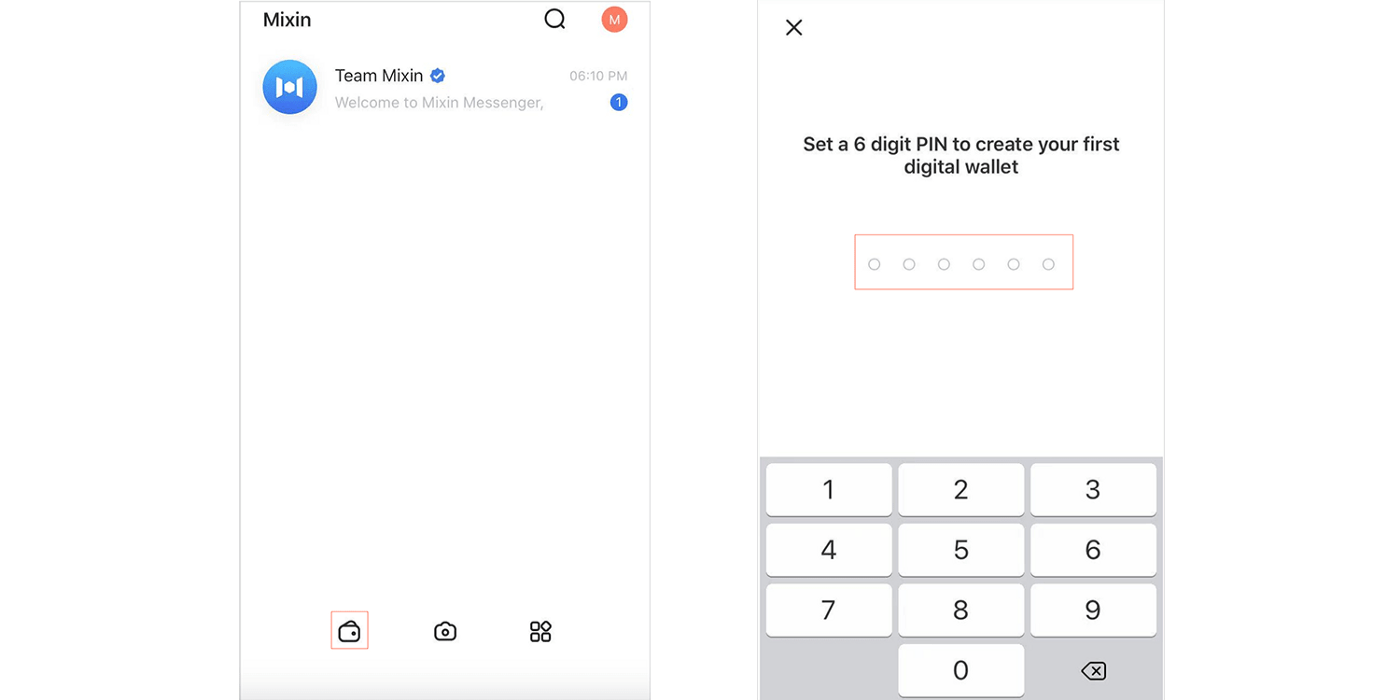 Mixin
M
Team Mixin
06:10 PM
Welcome to Mixin Messenger,
1
Set a 6 digit PIN to create your first
digital wallet
1 2 3
4 5 6
7 8 9
0